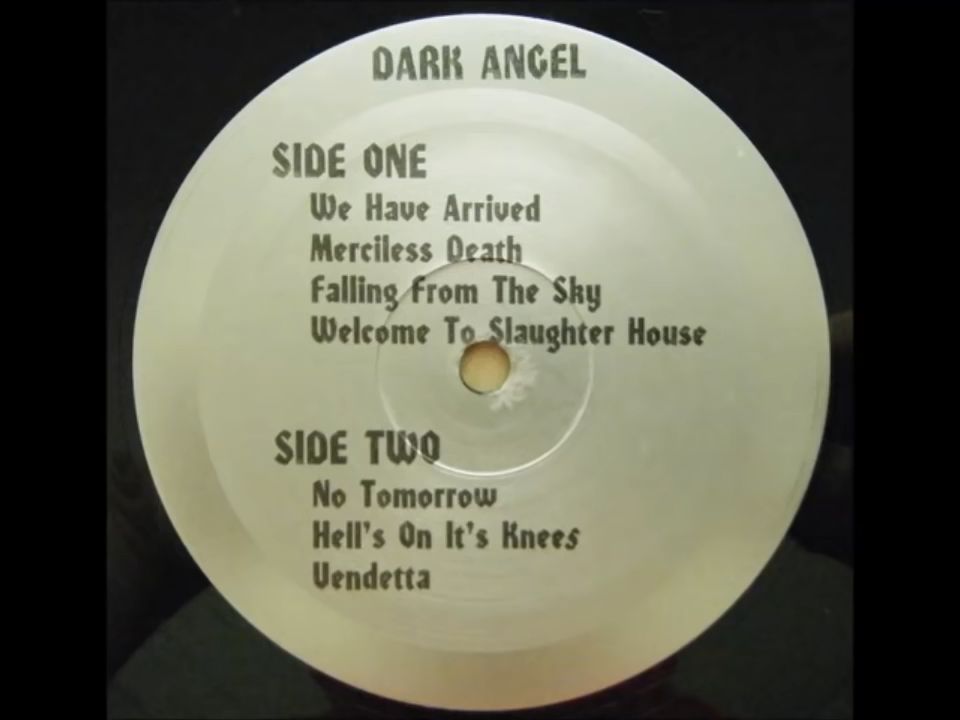 DARK ANGEL
SIDE ONE
We Have Arrived
Merciless Death
Falling From The Sky
Welcome To Slaughter House
SIDE TWO
No Tomorrow
Hell's On It's Knees
Vendetta